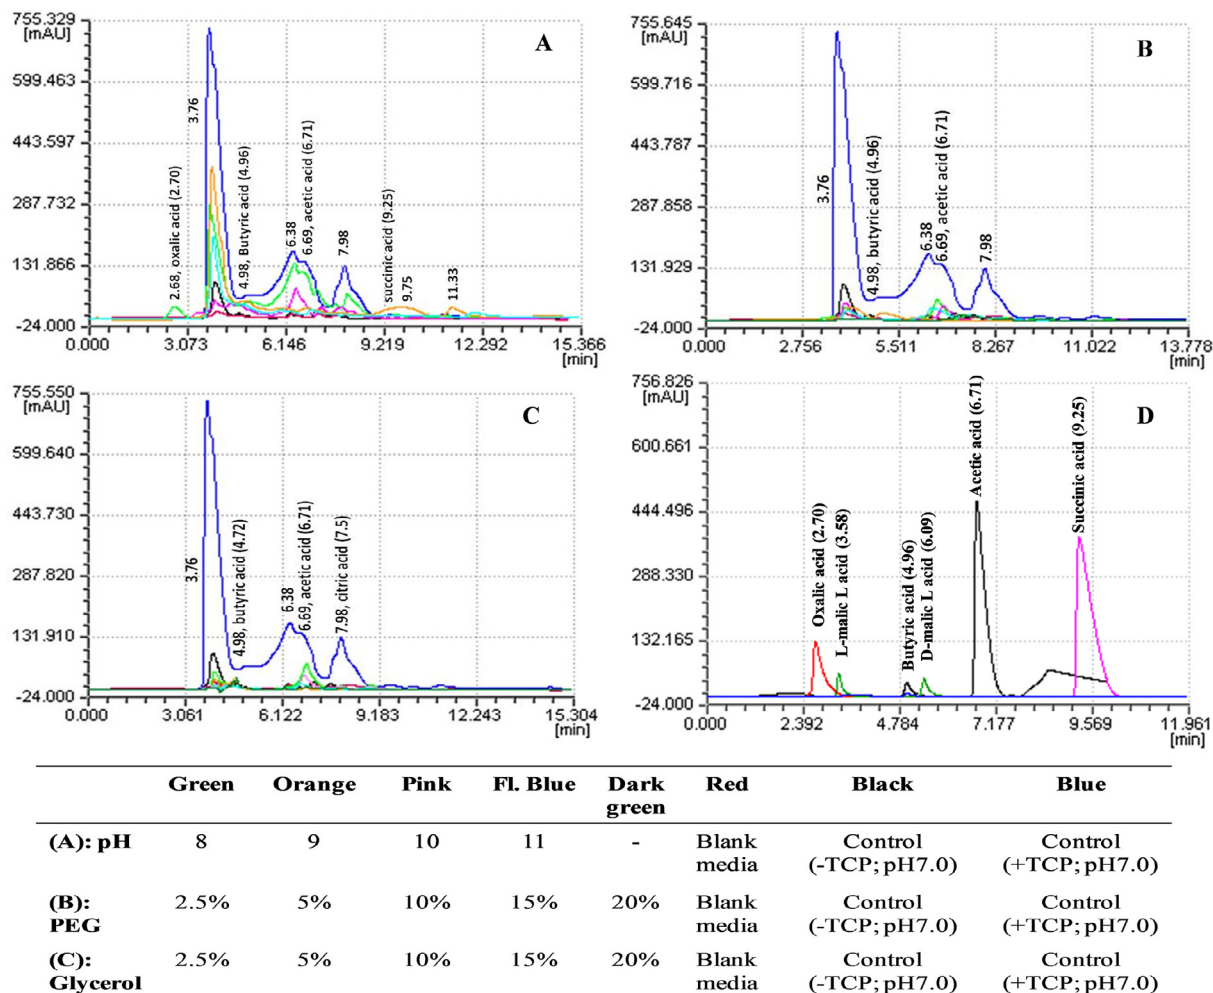 755.329
[mAU]
599.463
443.597
287.732
131.866
-24.000
A
3.76
2.68, oxalic acid (2.70)
4.98, Butyric acid (4.96)
6.38
6.69, acetic acid (6.71)
7.98
succinic acid (9.25)
9.75
11.33
0.000 3.073 6.146 9.219 12.292 15.366
[min]
755.645
[mAU]
599.716
443.787
287.858
131.929
-24.000
B
3.76
4.98, butyric acid (4.96)
6.38
6.69, acetic acid (6.71)
7.98
0.000 2.756 5.511 8.267 11.022 13.778
[min]
755.550
[mAU]
599.640
443.730
287.820
131.910
-24.000
C
3.76
4.98, butyric acid (4.72)
6.38
6.69, acetic acid (6.71)
7.98, citric acid (7.5)
0.000 3.061 6.122 9.183 12.243 15.304
[min]
756.826
[mAU]
600.661
444.496
288.330
132.165
-24.000
D
Oxalic acid (2.70)
L-malic L acid (3.58)
Butyric acid (4.96)
D-malic L acid (6.09)
Acetic acid (6.71)
Succinic acid (9.25)
0.000 2.392 4.784 7.177 9.569 11.961
[min]
Green Orange Pink Fl. Blue Dark Red Black Blue
green
(A): pH 8 9 10 11 - Blank Control Control
media (-TCP; pH7.0) (+TCP; pH7.0)
(B): 2.5% 5% 10% 15% 20% Blank Control Control
PEG media (-TCP; pH7.0) (+TCP; pH7.0)
(C): 2.5% 5% 10% 15% 20% Blank Control Control
Glycerol media (-TCP; pH7.0) (+TCP; pH7.0)